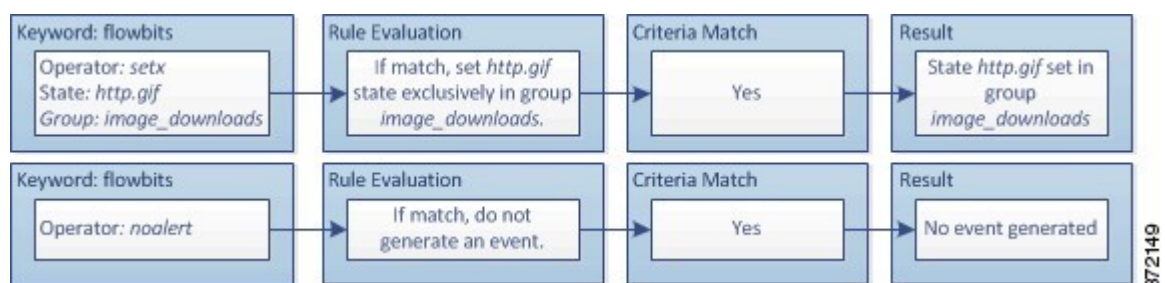 Keyword: flowbits
Operator: setx
State: http.gif
Group: image_downloads
Rule Evaluation
If match, set http.gif
state exclusively in group
image_downloads.
Criteria Match
Yes
Result
State http.gif set in
group
image_downloads
Keyword: flowbits
Operator: noalert
Rule Evaluation
If match, do not
generate an event.
Criteria Match
Yes
Result
No event generated
372149